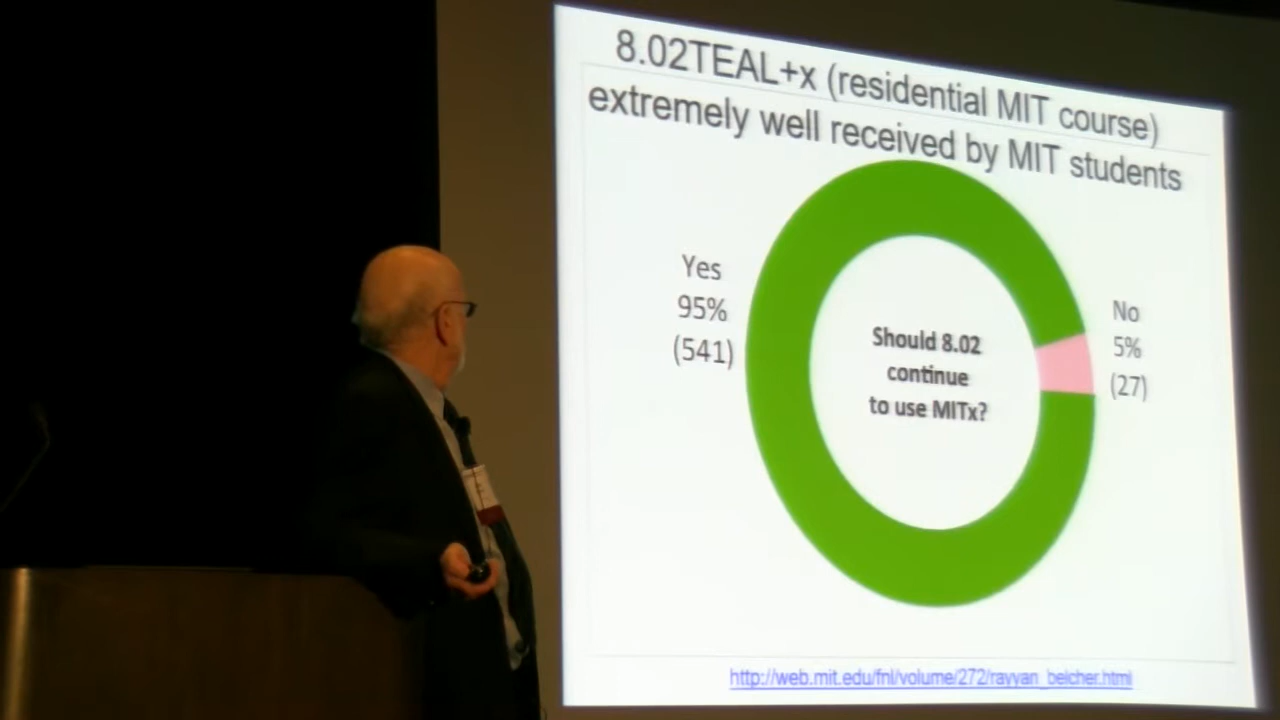 8.02TEAL+x (residential MIT course)
extremely well received by MIT students
Yes
95%
(541)
Should 8.02
continue
to use MITx?
No
5%
(27)
http://web.mit.edu/fnl/volume/272/rayyan_belcher.html